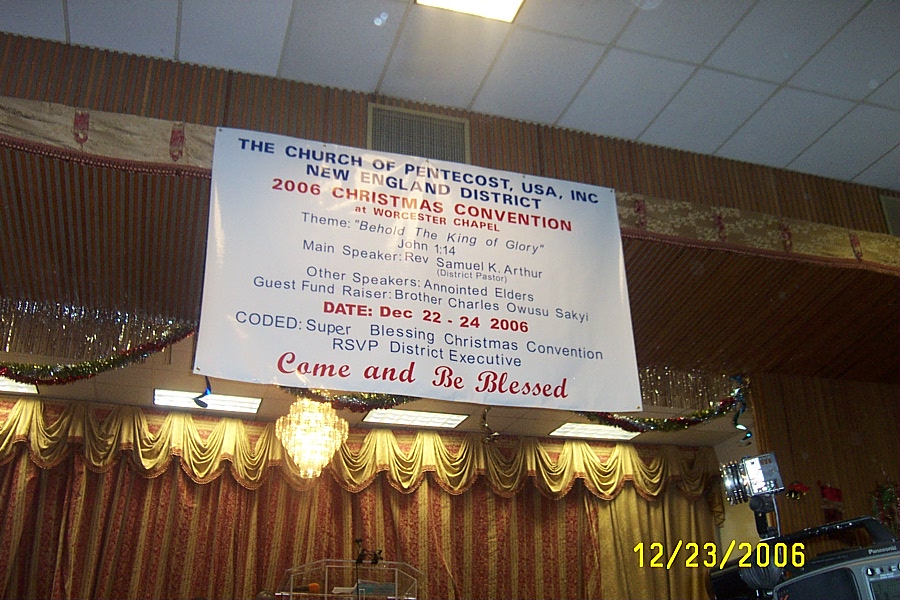 THE CHURCH OF PENTECOST, USA, INC
NEW ENGLAND DISTRICT
2006 CHRISTMAS CONVENTION
at WORCESTER CHAPEL
Theme: "Behold The King of Glory"
John 1:14
Main Speaker: Rev Samuel K. Arthur
(District Pastor)
Other Speakers: Annointed Elders
Guest Fund Raiser: Brother Charles Owusu Sakyi
DATE: Dec 22 - 24 2006
CODED: Super Blessing Christmas Convention
RSVP District Executive
Come and Be Blessed
12/23/2006
Panasonic